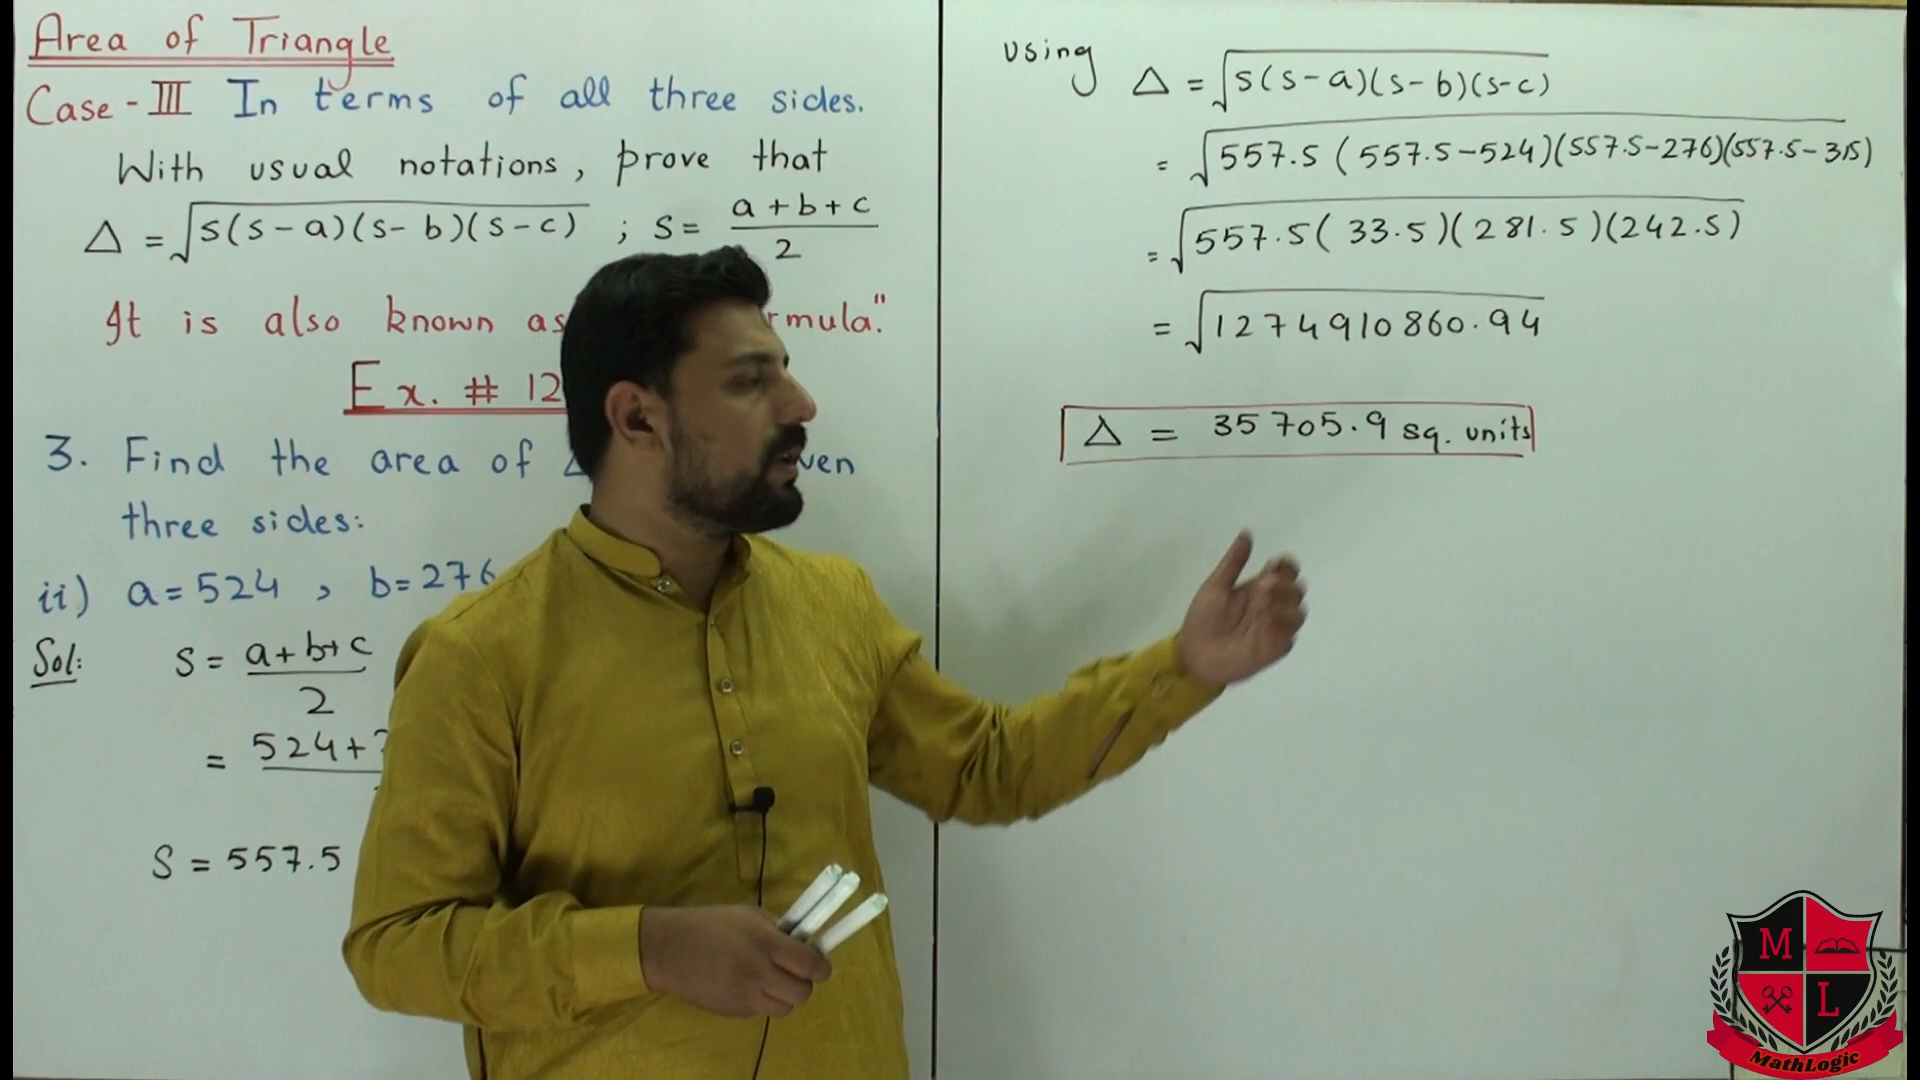 Area of Triangle
Case-III In terms of all three sides.
With usual notations, prove that
Δ = √s(s-a)(s-b)(s-c) ; s = a+b+c/2
It is also known as rmula."
Ex. # 12
3. Find the area of Δ ven
three sides:
ii) a=524 , b=276
Sol: S = a+b+c/2
= 524+
S = 557.5
using Δ = √s(s-a)(s-b)(s-c)
= √557.5 (557.5-524)(557.5-276)(557.5-315)
= √557.5(33.5)(281.5)(242.5)
= √1274910860.94
Δ = 35705.9 sq. units
M
L
MathLogic